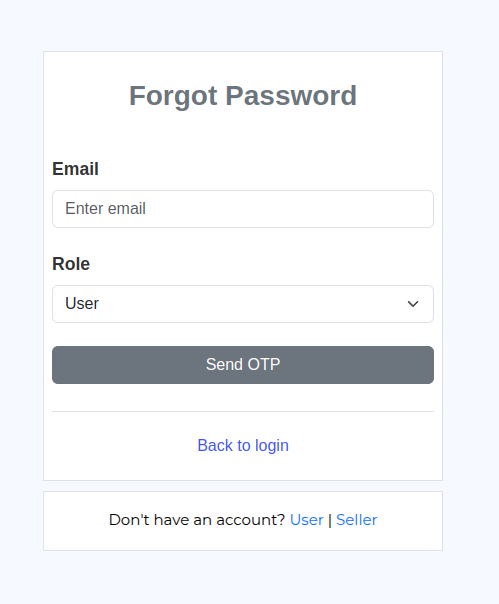 Forgot Password
Email
Enter email
Role
User
Send OTP
Back to login
Don't have an account? User | Seller